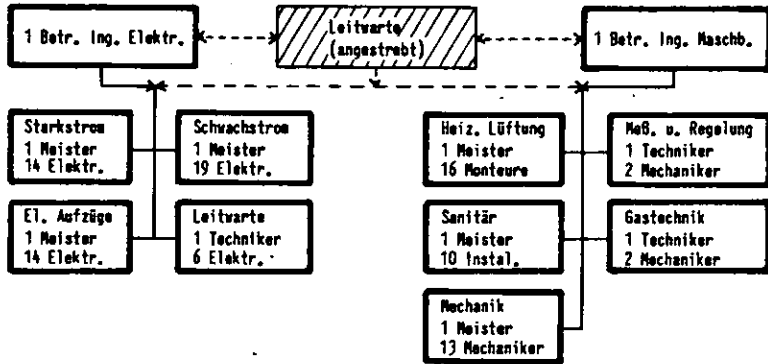 1 Betr. Ing. Elektr.
Leitwarte
(angestrebt)
1 Betr. Ing. Maschb.
Starkstrom
1 Meister
14 Elektr.
Schwachstrom
1 Meister
19 Elektr.
Heiz. Lüftung
1 Meister
16 Monteure
Meß. u. Regelung
1 Techniker
2 Mechaniker
El. Aufzüge
1 Meister
14 Elektr.
Leitwarte
1 Techniker
6 Elektr.
Sanitär
1 Meister
10 Instal.
Gastechnik
1 Techniker
2 Mechaniker
Mechanik
1 Meister
13 Mechaniker